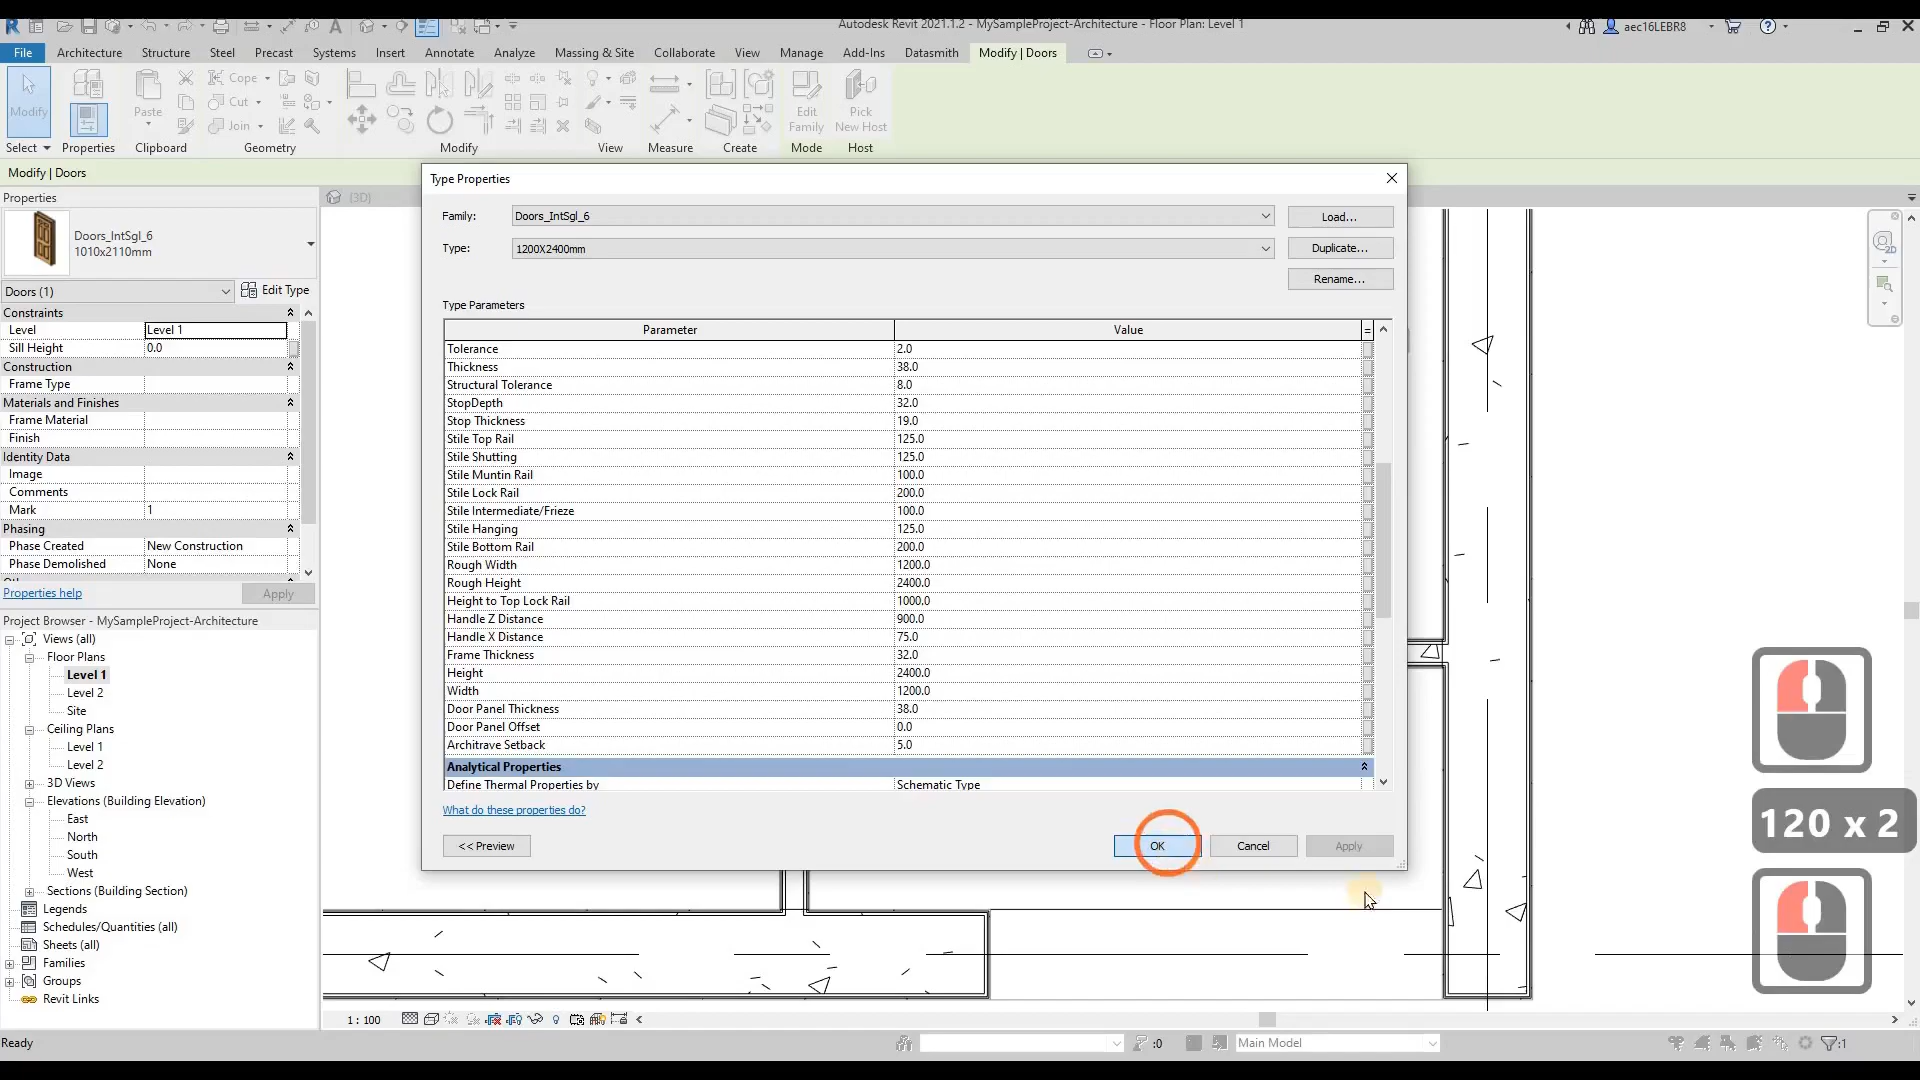 Autodesk Revit 2021.1.2 - MySampleProject-Architecture - Floor Plan: Level 1
aec16LEBR8
File Architecture Structure Steel Precast Systems Insert Annotate Analyze Massing & Site Collaborate View Manage Add-Ins Datasmith Modify | Doors
Modify
Paste
Cope
Cut
Join
Edit Family
Pick New Host
Select Properties Clipboard Geometry Modify View Measure Create Mode Host
Modify | Doors
Properties
Doors_IntSgl_6
1010x2110mm
Doors (1) Edit Type
Constraints
Level Level 1
Sill Height 0.0
Construction
Frame Type
Materials and Finishes
Frame Material
Finish
Identity Data
Image
Comments
Mark 1
Phasing
Phase Created New Construction
Phase Demolished None
Properties help Apply
Project Browser - MySampleProject-Architecture
Views (all)
Floor Plans
Level 1
Level 2
Site
Ceiling Plans
Level 1
Level 2
3D Views
Elevations (Building Elevation)
East
North
South
West
Sections (Building Section)
Legends
Schedules/Quantities (all)
Sheets (all)
Families
Groups
Revit Links
{3D}
Type Properties
Family: Doors_IntSgl_6 Load...
Type: 1200X2400mm Duplicate...
Rename...
Type Parameters
Parameter Value =
Tolerance 2.0
Thickness 38.0
Structural Tolerance 8.0
StopDepth 32.0
Stop Thickness 19.0
Stile Top Rail 125.0
Stile Shutting 125.0
Stile Muntin Rail 100.0
Stile Lock Rail 200.0
Stile Intermediate/Frieze 100.0
Stile Hanging 125.0
Stile Bottom Rail 200.0
Rough Width 1200.0
Rough Height 2400.0
Height to Top Lock Rail 1000.0
Handle Z Distance 900.0
Handle X Distance 75.0
Frame Thickness 32.0
Height 2400.0
Width 1200.0
Door Panel Thickness 38.0
Door Panel Offset 0.0
Architrave Setback 5.0
Analytical Properties
Define Thermal Properties by Schematic Type
What do these properties do?
<< Preview OK Cancel Apply
120 x 2
1 : 100
Ready :0 Main Model :1